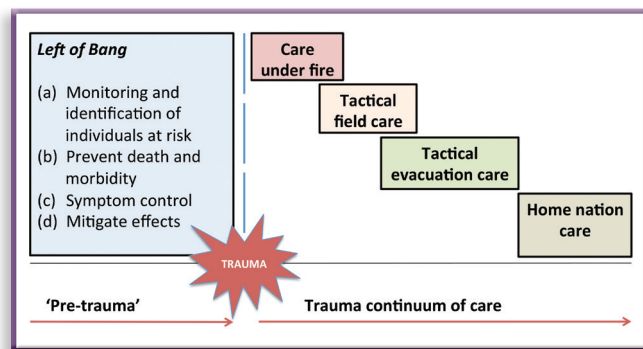 Left of Bang
(a) Monitoring and
identification of
individuals at risk
(b) Prevent death and
morbidity
(c) Symptom control
(d) Mitigate effects
Care
under fire
Tactical
field care
Tactical
evacuation care
Home nation
care
TRAUMA
‘Pre-trauma’
Trauma continuum of care